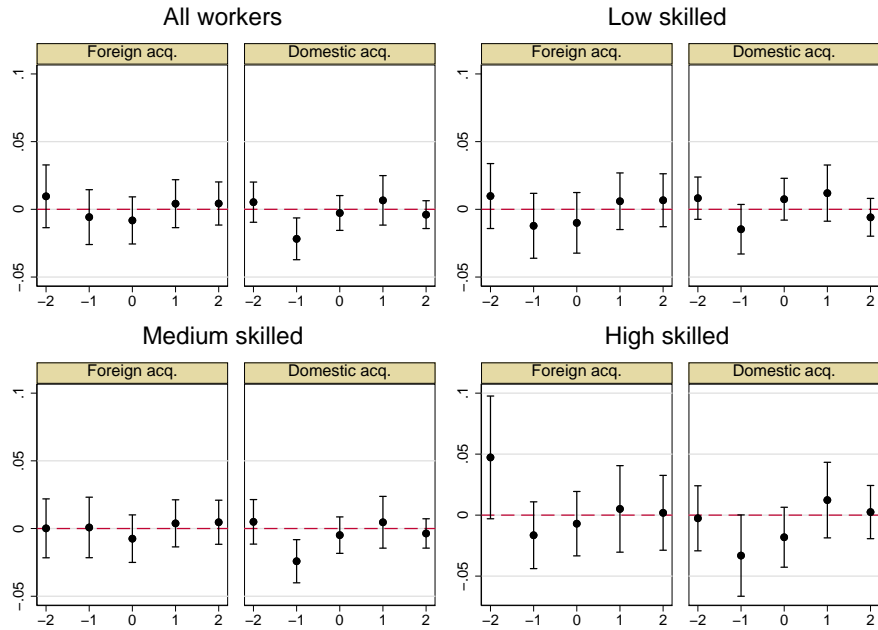 All workers
Foreign acq. Domestic acq.
.1
.05
0
−.05
−2 −1 0 1 2 −2 −1 0 1 2
Low skilled
Foreign acq. Domestic acq.
.1
.05
0
−.05
−2 −1 0 1 2 −2 −1 0 1 2
Medium skilled
Foreign acq. Domestic acq.
.1
.05
0
−.05
−2 −1 0 1 2 −2 −1 0 1 2
High skilled
Foreign acq. Domestic acq.
.1
.05
0
−.05
−2 −1 0 1 2 −2 −1 0 1 2